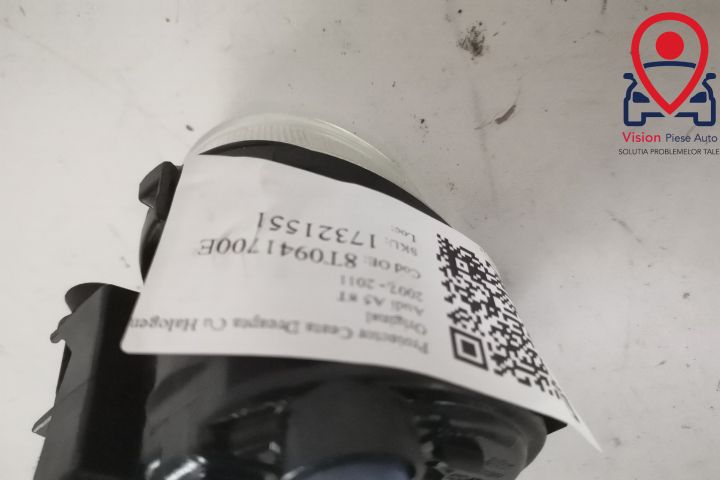 Vision Piese Auto
SOLUTIA PROBLEMELOR TALE
Proiector Ceata Dreapta Cu Halogen
Original
Audi A5 8T
2007 - 2011
Cod OE: 8T0941700E
SKU: 17321551
Loc: